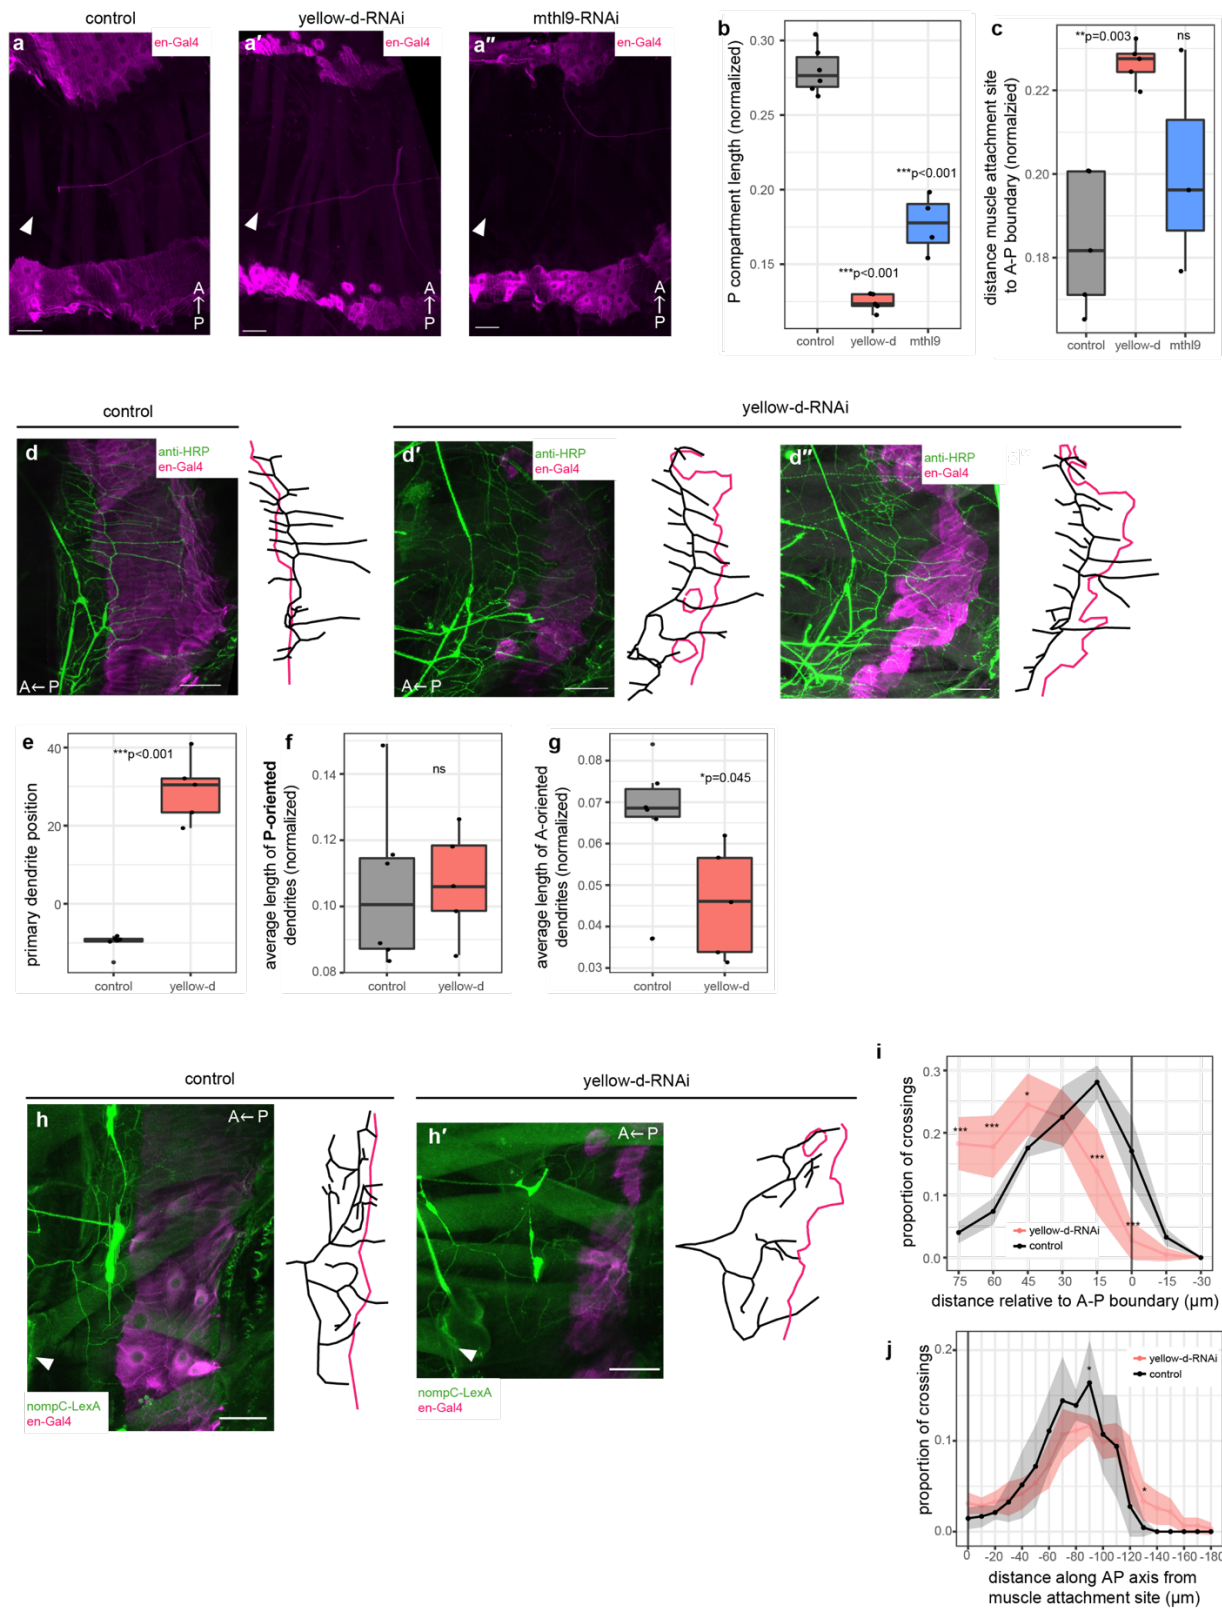 control
yellow-d-RNAi
mthl9-RNAi
a
en-Gal4
A
P
a′
en-Gal4
A
P
a″
en-Gal4
A
P
b
P compartment length (normalized)
0.30
0.25
0.20
0.15
***p<0.001
***p<0.001
control
yellow-d
mthl9
c
distance muscle attachment site
to A-P boundary (normalzied)
0.22
0.20
0.18
**p=0.003
ns
control
yellow-d
mthl9
control
yellow-d-RNAi
d
anti-HRP
en-Gal4
A←P
d′
anti-HRP
en-Gal4
A←P
d″
anti-HRP
en-Gal4
e
primary dendrite position
40
20
0
***p<0.001
control
yellow-d
f
average length of P-oriented
dendrites (normalized)
0.14
0.12
0.10
0.08
ns
control
yellow-d
g
average length of A-oriented
dendrites (normalized)
0.08
0.07
0.06
0.05
0.04
0.03
*p=0.045
control
yellow-d
control
yellow-d-RNAi
h
A←P
nompC-LexA
en-Gal4
h′
A←P
nompC-LexA
en-Gal4
i
proportion of crossings
0.3
0.2
0.1
0.0
***
***
*
***
***
yellow-d-RNAi
control
75 60 45 30 15 0 -15 -30
distance relative to A-P boundary (µm)
j
proportion of crossings
0.2
0.1
0.0
*
*
yellow-d-RNAi
control
0 -20 -40 -60 -80 -100 -120 -140 -160 -180
distance along AP axis from
muscle attachment site (µm)